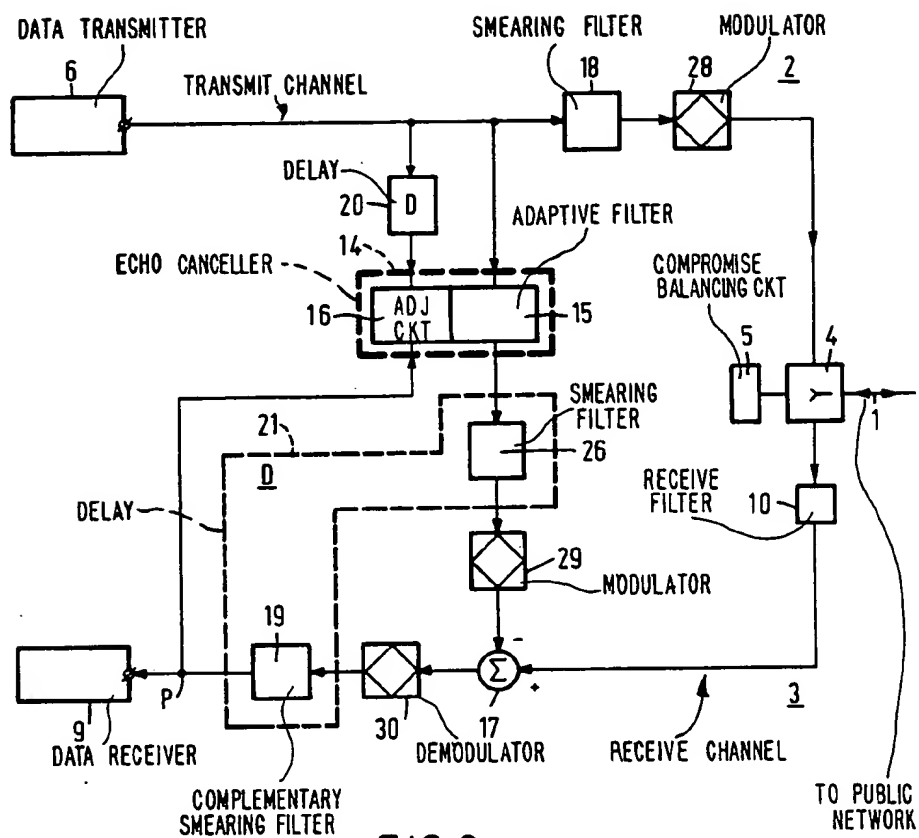 DATA TRANSMITTER
6
TRANSMIT CHANNEL
SMEARING FILTER
18
MODULATOR
28
2
DELAY
20
D
ADAPTIVE FILTER
14
ECHO CANCELLER
16
ADJ
CKT
15
COMPROMISE
BALANCING CKT
5
4
1
SMEARING
FILTER
26
21
D
DELAY
RECEIVE
FILTER
10
29
MODULATOR
19
-
Σ
+
17
3
P
9
DATA RECEIVER
30
DEMODULATOR
RECEIVE CHANNEL
COMPLEMENTARY
SMEARING FILTER
TO PUBLIC
NETWORK